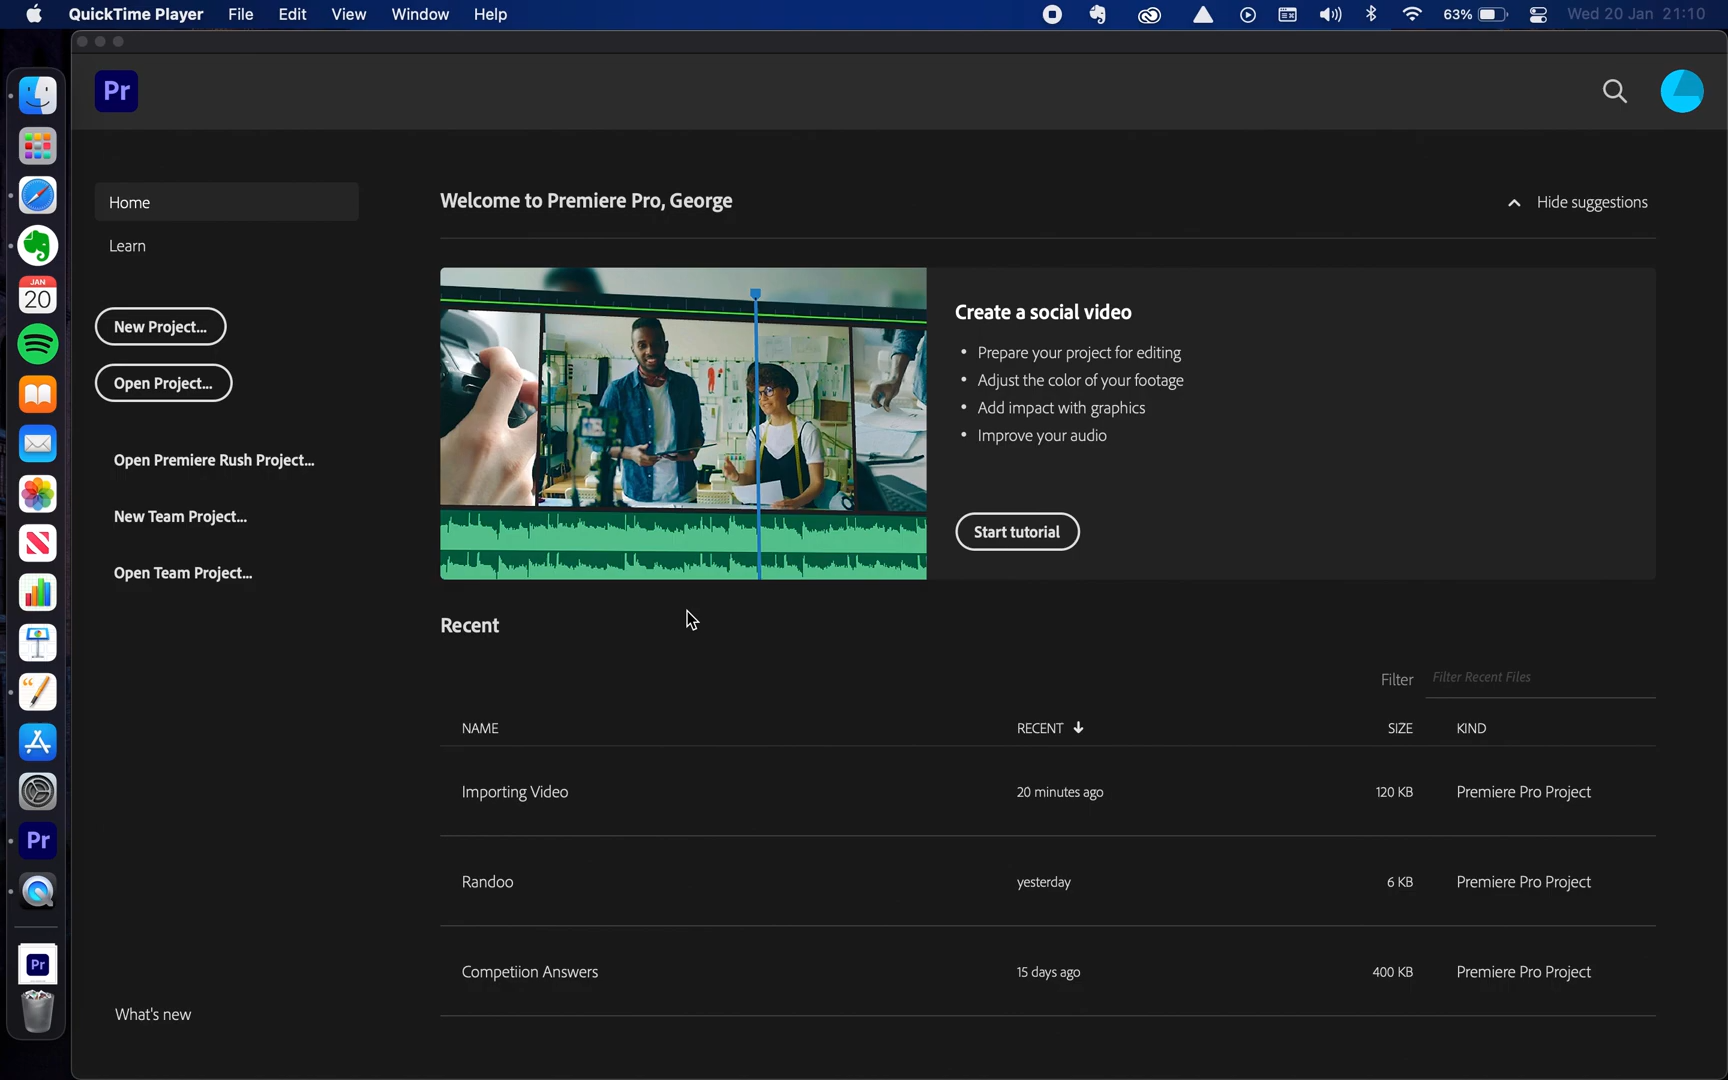 QuickTime Player File Edit View Window Help 63% Wed 20 Jan 21:10
Pr
Home
Learn
New Project...
Open Project...
Open Premiere Rush Project...
New Team Project...
Open Team Project...
What's new
Welcome to Premiere Pro, George
Hide suggestions
Create a social video
• Prepare your project for editing
• Adjust the color of your footage
• Add impact with graphics
• Improve your audio
Start tutorial
Recent
Filter Filter Recent Files
NAME RECENT SIZE KIND
Importing Video 20 minutes ago 120 KB Premiere Pro Project
Randoo yesterday 6 KB Premiere Pro Project
Competiion Answers 15 days ago 400 KB Premiere Pro Project
JAN
20
Pr
Pr